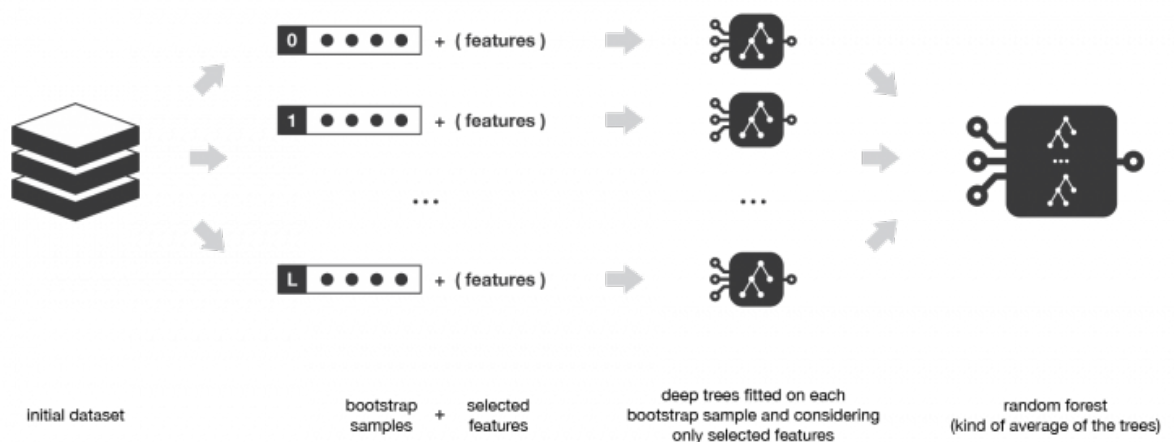 0 + ( features )
1 + ( features )
... ...
L + ( features )
...
initial dataset
bootstrap samples + selected features
deep trees fitted on each
bootstrap sample and considering
only selected features
random forest
(kind of average of the trees)